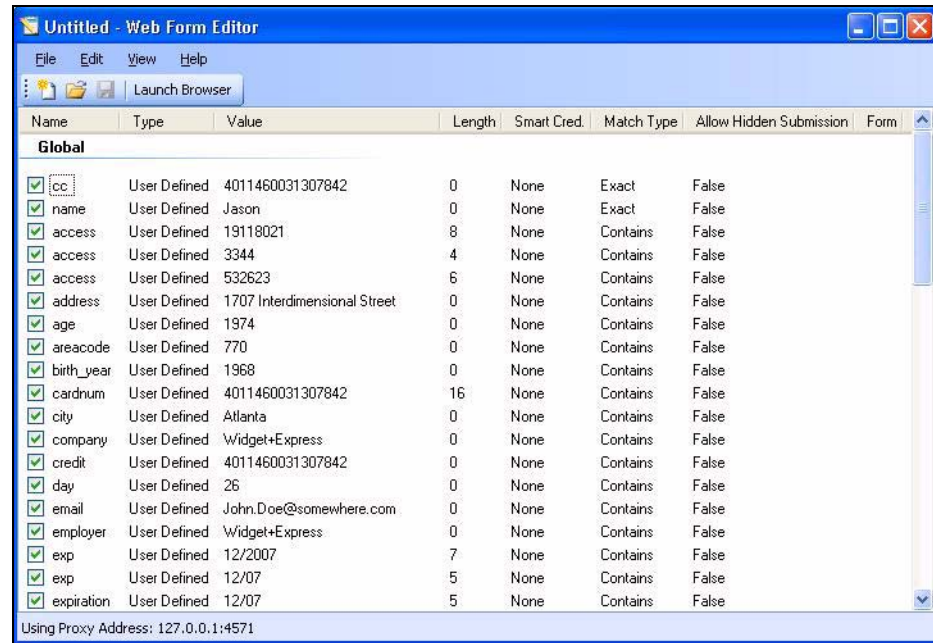 Untitled - Web Form Editor
File Edit View Help
Launch Browser
Name Type Value Length Smart Cred. Match Type Allow Hidden Submission Form
Global
cc User Defined 4011460031307842 0 None Exact False
name User Defined Jason 0 None Exact False
access User Defined 19118021 8 None Contains False
access User Defined 3344 4 None Contains False
access User Defined 532623 6 None Contains False
address User Defined 1707 Interdimensional Street 0 None Contains False
age User Defined 1974 0 None Contains False
areacode User Defined 770 0 None Contains False
birth_year User Defined 1968 0 None Contains False
cardnum User Defined 4011460031307842 16 None Contains False
city User Defined Atlanta 0 None Contains False
company User Defined Widget+Express 0 None Contains False
credit User Defined 4011460031307842 0 None Contains False
day User Defined 26 0 None Contains False
email User Defined John.Doe@somewhere.com 0 None Contains False
employer User Defined Widget+Express 0 None Contains False
exp User Defined 12/2007 7 None Contains False
exp User Defined 12/07 5 None Contains False
expiration User Defined 12/07 5 None Contains False
Using Proxy Address: 127.0.0.1:4571